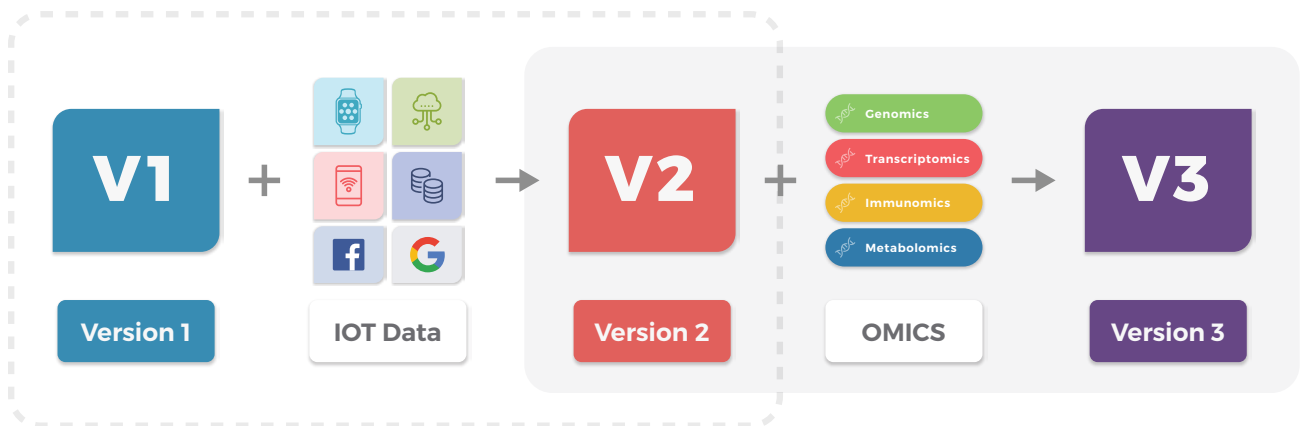 V1
+
IOT Data
Version 1
V2
+
Version 2
Genomics
Transcriptomics
Immunomics
Metabolomics
OMICS
V3
Version 3